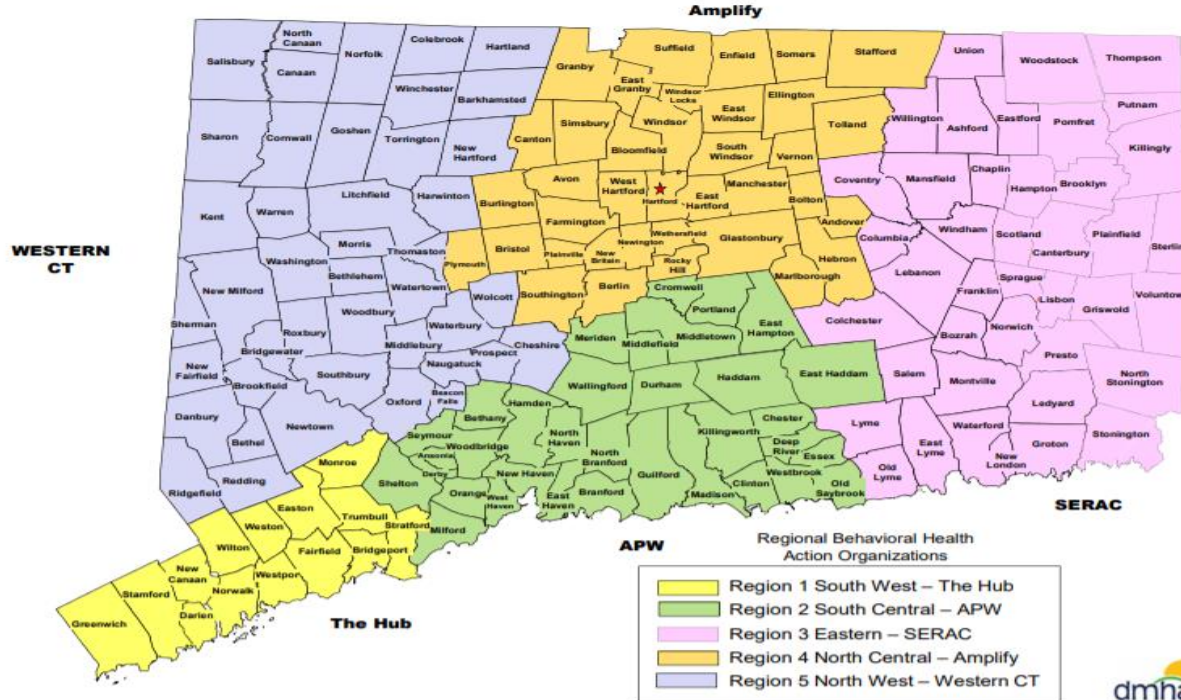 Amplify
North
Canaan
Colebrook
Hartland
Salisbury
Norfolk
Canaan
Winchester
Barkhamsted
Sharon
Cornwall
Goshen
Torrington
New
Hartford
Suffield
Enfield
Somers
Stafford
Granby
East
Granby
Windsor
Locks
Ellington
East
Windsor
Simsbury
Windsor
Canton
Bloomfield
South
Windsor
Vernon
Tolland
Union
Woodstock
Thompson
Putnam
Willington
Ashford
Eastford
Pomfret
Killingly
Litchfield
Harwinton
Kent
Warren
Burlington
Avon
West
Hartford
Hartford
East
Hartford
Manchester
Bolton
Andover
Coventry
Mansfield
Chaplin
Hampton
Brooklyn
Farmington
Morris
Thomaston
Washington
Bethlehem
Watertown
Plymouth
Bristol
Plainville
New
Britain
Newington
Wethersfield
Rocky
Hill
Glastonbury
Hebron
Marlborough
Columbia
Windham
Scotland
Canterbury
Plainfield
Sterlin
WESTERN
CT
New Milford
Woodbury
Wolcott
Southington
Berlin
Cromwell
Portland
East
Hampton
Lebanon
Franklin
Sprague
Lisbon
Griswold
Voluntow
Sherman
Roxbury
Bridgewater
Waterbury
Middlebury
Cheshire
Prospect
Naugatuck
Meriden
Middlefield
Middletown
Colchester
Bozrah
Norwich
Presto
New
Fairfield
Brookfield
Southbury
Oxford
Beacon
Falls
Wallingford
Durham
Haddam
East Haddam
Salem
Montville
North
Stonington
Danbury
Bethel
Newtown
Bethany
Hamden
Seymour
Woodbridge
Ansonia
Derby
North
Haven
North
Branford
Killingworth
Chester
Deep
River
Essex
Lyme
East
Lyme
Waterford
Ledyard
Ridgefield
Redding
Monroe
Shelton
Orange
New Haven
West
Haven
East
Haven
Branford
Guilford
Madison
Clinton
Westbrook
Old
Saybrook
Old
Lyme
New
London
Groton
Stonington
Easton
Trumbull
Stratford
Milford
Weston
Wilton
Fairfield
Bridgeport
New
Canaan
Norwalk
Westpor
Stamford
Darien
Greenwich
The Hub
APW
SERAC
Regional Behavioral Health
Action Organizations
Region 1 South West – The Hub
Region 2 South Central – APW
Region 3 Eastern – SERAC
Region 4 North Central – Amplify
Region 5 North West – Western CT
dmha